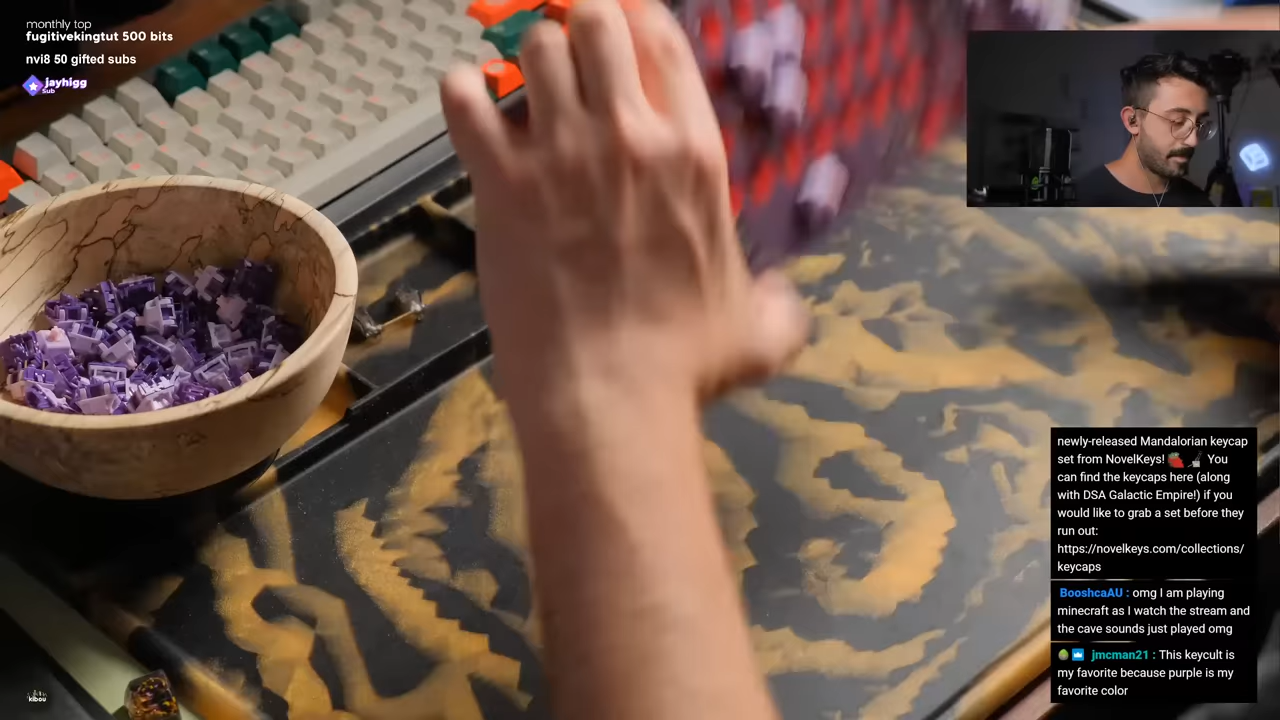 monthly top
fugitivekingtut 500 bits
nvi8 50 gifted subs
jayhigg
sub
newly-released Mandalorian keycap
set from NovelKeys! You
can find the keycaps here (along
with DSA Galactic Empire!) if you
would like to grab a set before they
run out:
https://novelkeys.com/collections/
keycaps
BooshcaAU : omg I am playing
minecraft as I watch the stream and
the cave sounds just played omg
jmcman21 : This keycult is
my favorite because purple is my
favorite color
kibou